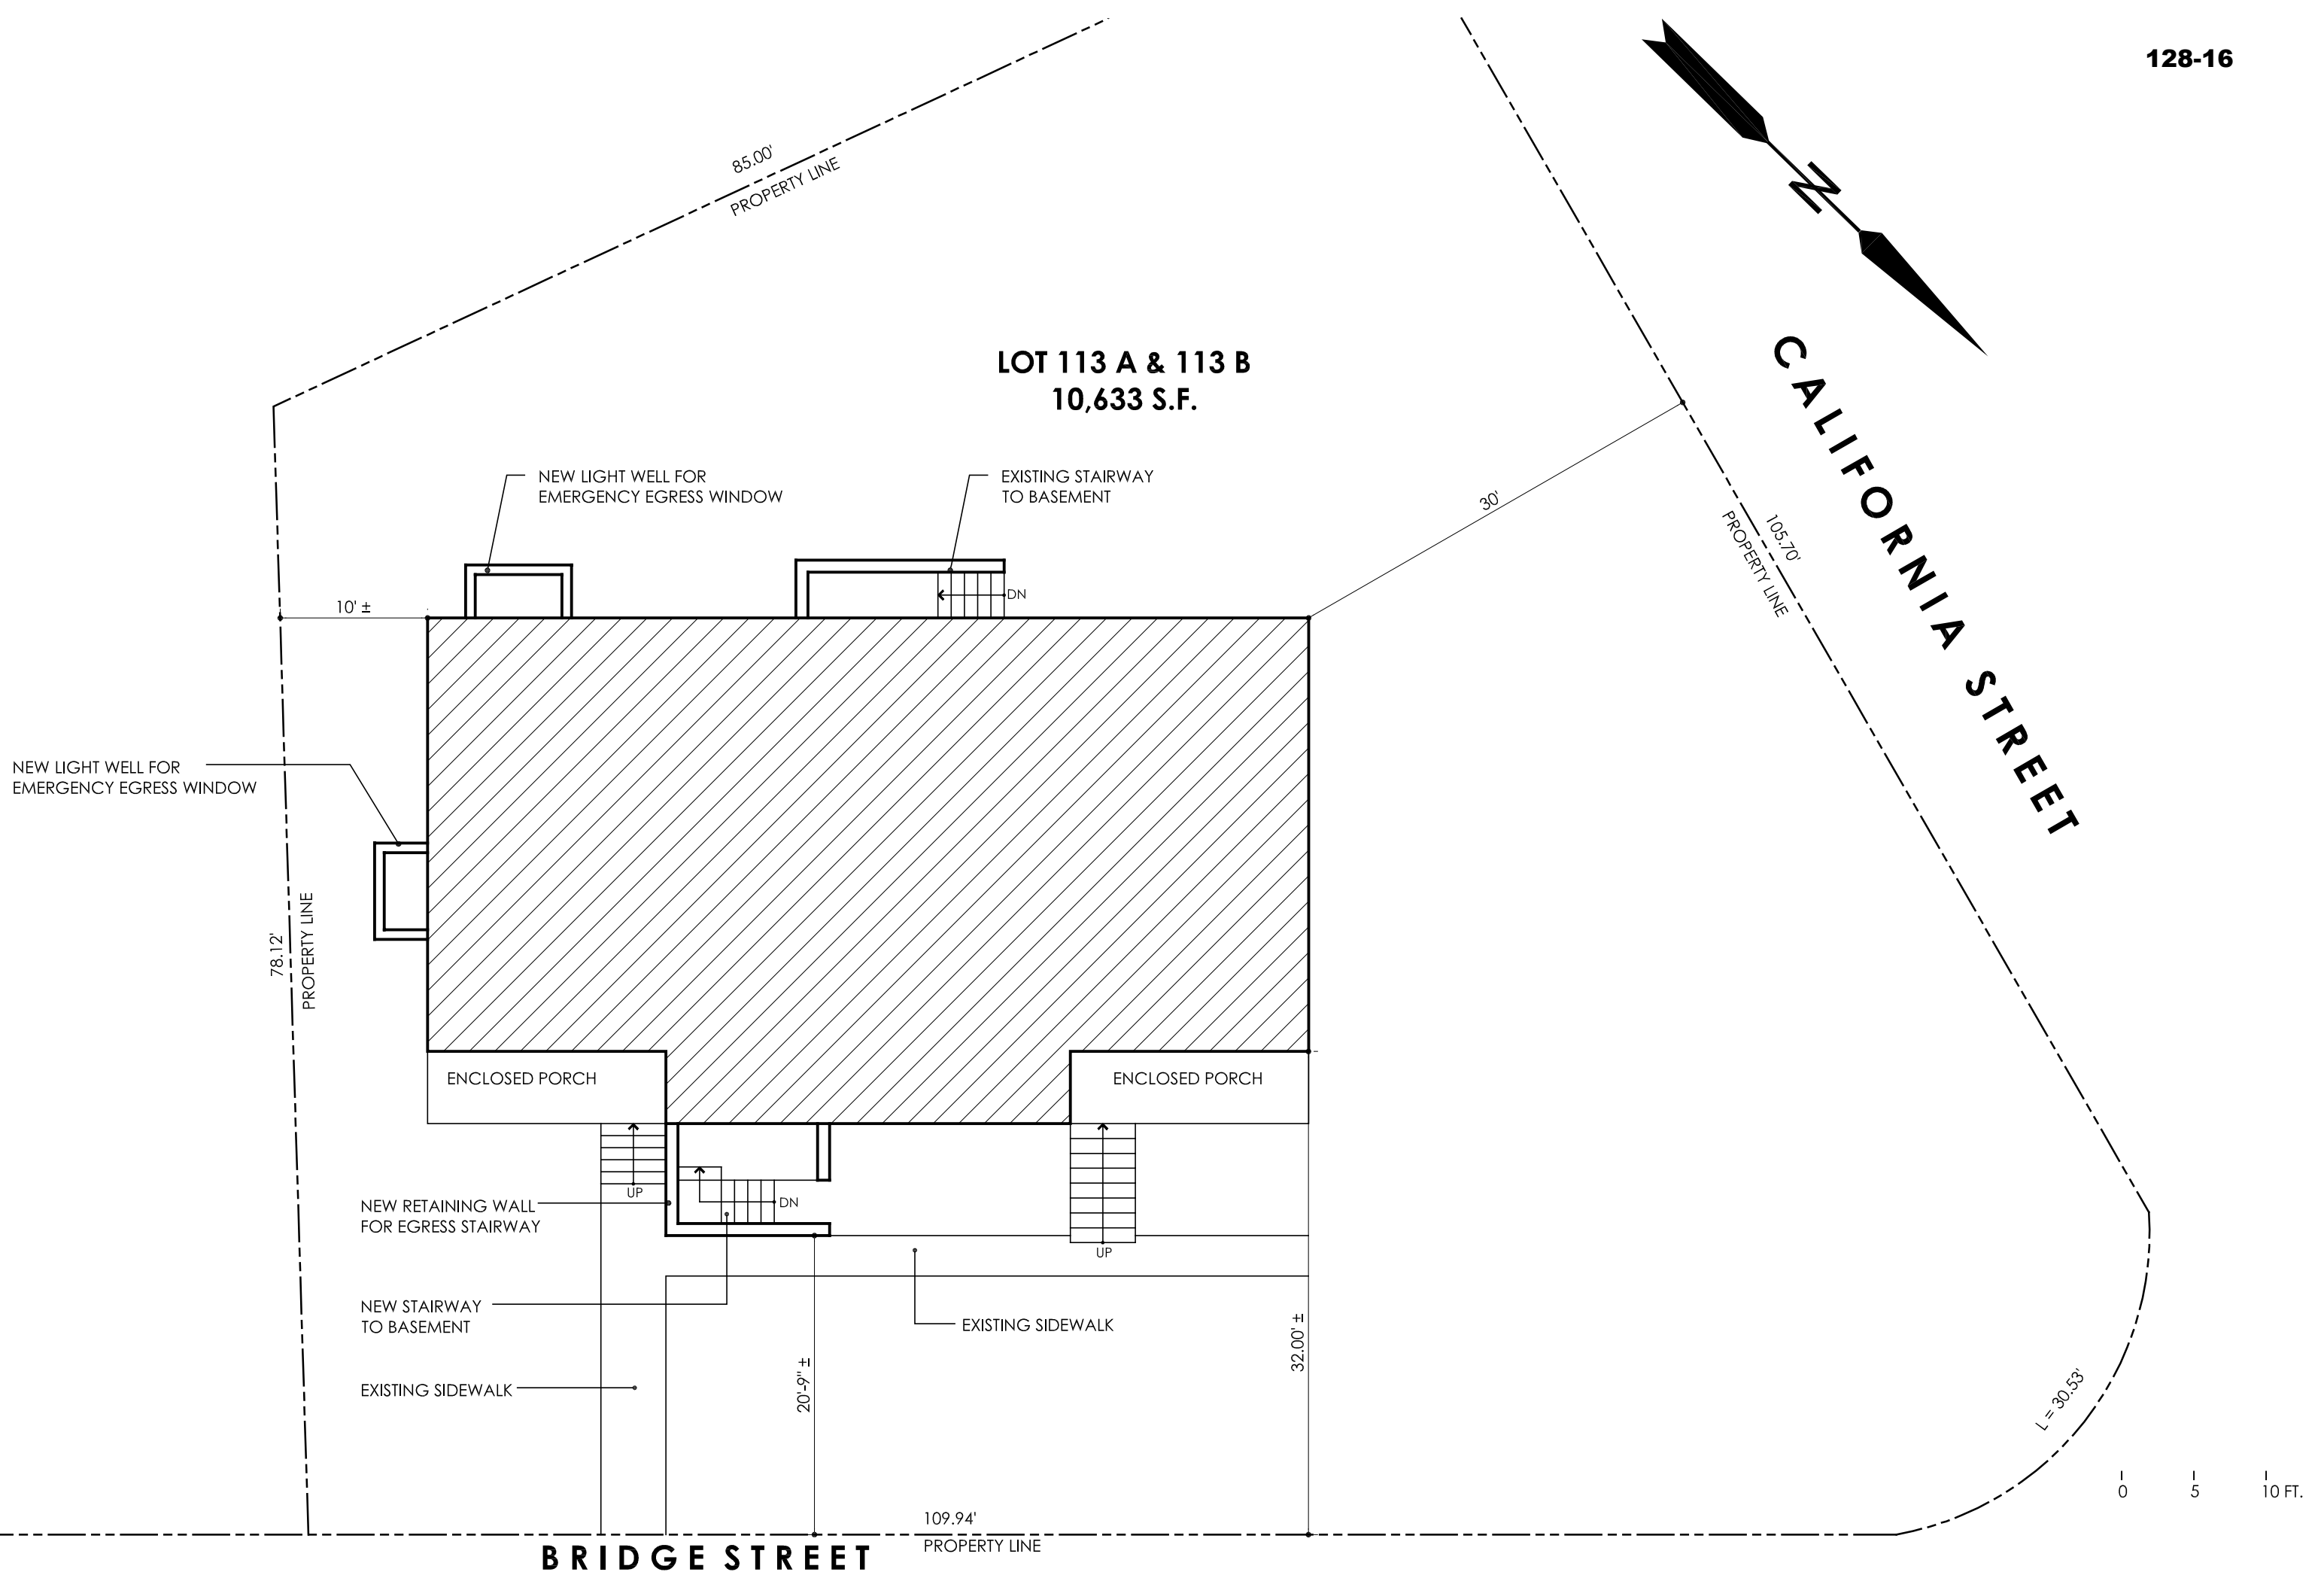 128-16
85.00'
PROPERTY LINE
N
LOT 113 A & 113 B
10,633 S.F.
CALIFORNIA STREET
NEW LIGHT WELL FOR
EMERGENCY EGRESS WINDOW
EXISTING STAIRWAY
TO BASEMENT
30'
105.70'
PROPERTY LINE
DN
10' ±
NEW LIGHT WELL FOR
EMERGENCY EGRESS WINDOW
78.12'
PROPERTY LINE
ENCLOSED PORCH
ENCLOSED PORCH
UP
DN
NEW RETAINING WALL
FOR EGRESS STAIRWAY
UP
NEW STAIRWAY
TO BASEMENT
EXISTING SIDEWALK
32.00' ±
20'-9" ±
EXISTING SIDEWALK
L = 30.53'
0 5 10 FT.
109.94'
PROPERTY LINE
BRIDGE STREET